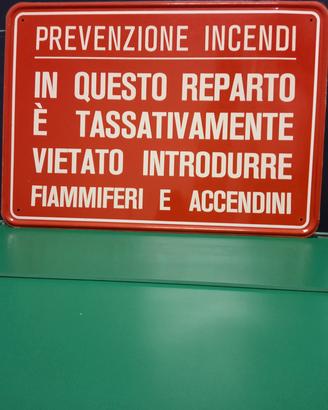 PREVENZIONE INCENDI
IN QUESTO REPARTO
È TASSATIVAMENTE
VIETATO INTRODURRE
FIAMMIFERI E ACCENDINI